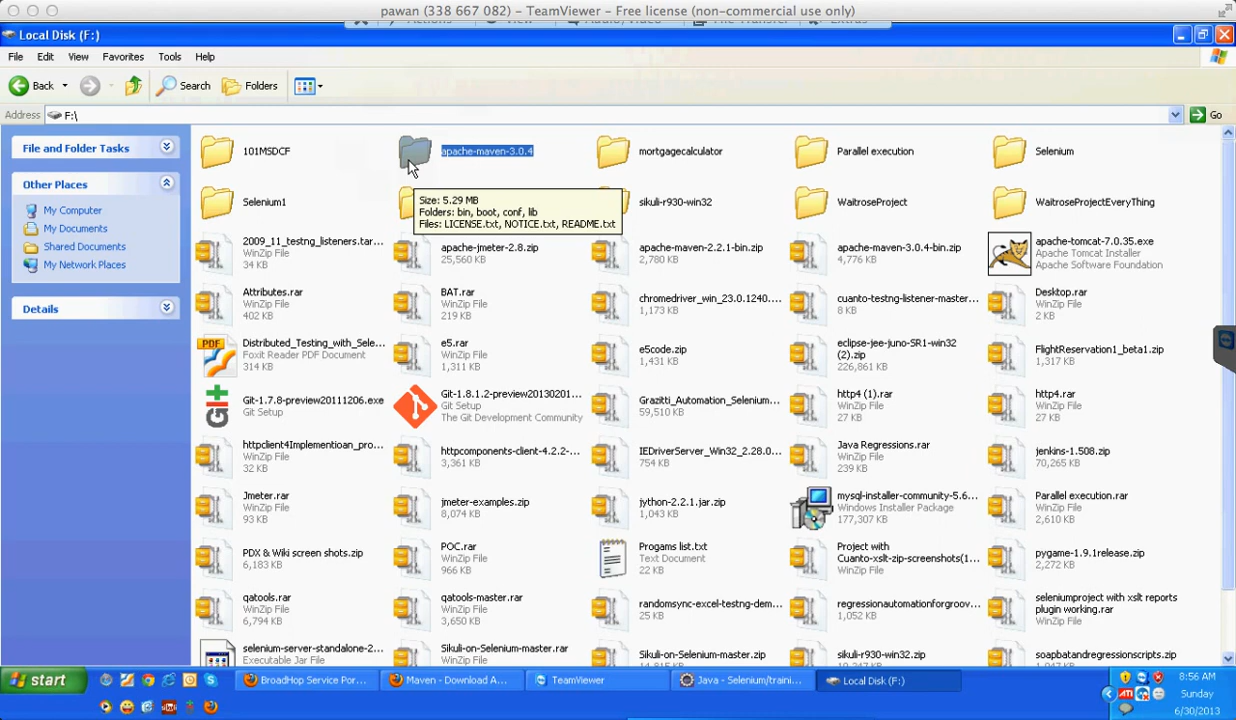 pawan (338 667 082) - TeamViewer - Free license (non-commercial use only)
Local Disk (F:)
File Edit View Favorites Tools Help
Back Search Folders
Address F:\ Go
File and Folder Tasks
Other Places
My Computer
My Documents
Shared Documents
My Network Places
Details
101MSDCF
apache-maven-3.0.4
mortgagecalculator
Parallel execution
Selenium
Selenium1
sikuli-r930-win32
WaitroseProject
WaitroseProjectEveryThing
Size: 5.29 MB
Folders: bin, boot, conf, lib
Files: LICENSE.txt, NOTICE.txt, README.txt
2009_11_testng_listeners.tar...
WinZip File
34 KB
apache-jmeter-2.8.zip
25,560 KB
apache-maven-2.2.1-bin.zip
2,780 KB
apache-maven-3.0.4-bin.zip
4,776 KB
apache-tomcat-7.0.35.exe
Apache Tomcat Installer
Apache Software Foundation
Attributes.rar
WinZip File
402 KB
BAT.rar
WinZip File
219 KB
chromedriver_win_23.0.1240....
1,173 KB
cuanto-testng-listener-master...
8 KB
Desktop.rar
WinZip File
2 KB
Distributed_Testing_with_Sele...
Foxit Reader PDF Document
314 KB
e5.rar
WinZip File
1,311 KB
e5code.zip
1,431 KB
eclipse-jee-juno-SR1-win32
(2).zip
226,861 KB
FlightReservation1_beta1.zip
1,317 KB
Git-1.7.8-preview20111206.exe
Git Setup
Git-1.8.1.2-preview20130201...
Git Setup
The Git Development Community
Grazitti_Automation_Selenium...
59,510 KB
http4 (1).rar
WinZip File
27 KB
http4.rar
WinZip File
27 KB
httpclient4Implementioan_pro...
WinZip File
32 KB
httpcomponents-client-4.2.2-...
3,361 KB
IEDriverServer_Win32_2.28.0...
754 KB
Java Regressions.rar
WinZip File
239 KB
jenkins-1.508.zip
70,265 KB
Jmeter.rar
WinZip File
93 KB
jmeter-examples.zip
8,074 KB
jython-2.2.1.jar.zip
1,043 KB
mysql-installer-community-5.6...
Windows Installer Package
177,307 KB
Parallel execution.rar
WinZip File
2,610 KB
PDX & Wiki screen shots.zip
6,183 KB
POC.rar
WinZip File
966 KB
Progams list.txt
Text Document
22 KB
Project with
Cuanto-xslt-zip-screenshots(1...
WinZip File
pygame-1.9.1release.zip
2,272 KB
qatools.rar
WinZip File
6,794 KB
qatools-master.rar
WinZip File
3,650 KB
randomsync-excel-testng-dem...
25 KB
regressionautomationforgroov...
1,052 KB
seleniumproject with xslt reports
plugin working.rar
WinZip File
selenium-server-standalone-2...
Executable Jar File
Sikuli-on-Selenium-master.rar
WinZip File
Sikuli-on-Selenium-master.zip
sikuli-r930-win32.zip
soapbatandregressionscripts.zip
start
BroadHop Service Por...
Maven - Download A...
TeamViewer
Java - Selenium/traini...
Local Disk (F:)
8:56 AM
Sunday
6/30/2013